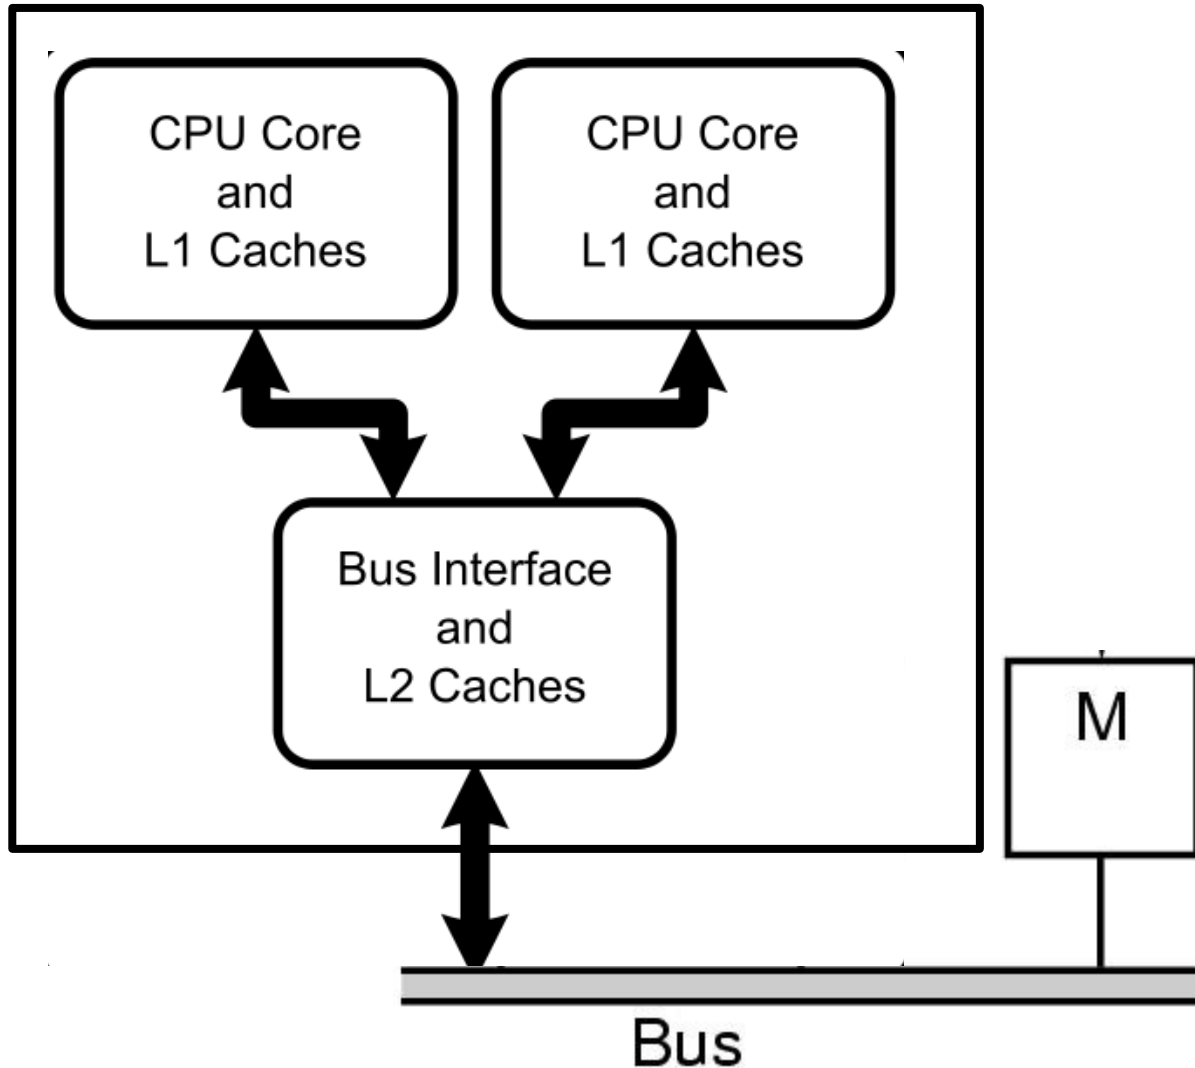 CPU Core
and
L1 Caches
CPU Core
and
L1 Caches
Bus Interface
and
L2 Caches
M
Bus